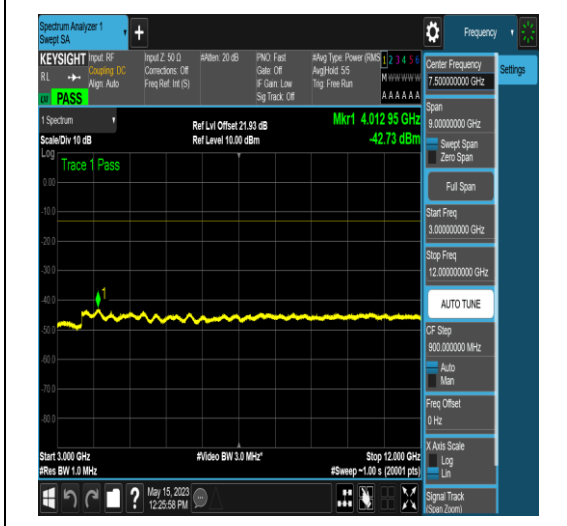 Spectrum Analyzer 1
Swept SA
Frequency
KEYSIGHT
RL
PASS
Input: RF
Coupling: DC
Align: Auto
Input Z: 50 Ω
Corrections: Off
Freq Ref: Int (S)
#Atten: 20 dB
PNO: Fast
Gate: Off
IF Gain: Low
Sig Track: Off
#Avg Type: Power (RMS)
Avg|Hold: 5/5
Trig: Free Run
1 2 3 4 5 6
M W W W W W
A A A A A A
1 Spectrum
Scale/Div 10 dB
Ref Lvl Offset 21.93 dB
Ref Level 10.00 dBm
Mkr1 4.012 95 GHz
-42.73 dBm
Log
Trace 1 Pass
0.00
-10.0
-20.0
-30.0
-40.0
-50.0
-60.0
-70.0
-80.0
1
Start 3.000 GHz
#Res BW 1.0 MHz
#Video BW 3.0 MHz*
Stop 12.000 GHz
#Sweep ~1.00 s (20001 pts)
May 15, 2023
12:25:58 PM
Center Frequency
7.500000000 GHz
Settings
Span
9.00000000 GHz
Swept Span
Zero Span
Full Span
Start Freq
3.000000000 GHz
Stop Freq
12.000000000 GHz
AUTO TUNE
CF Step
900.000000 MHz
Auto
Man
Freq Offset
0 Hz
X Axis Scale
Log
Lin
Signal Track
(Span Zoom)